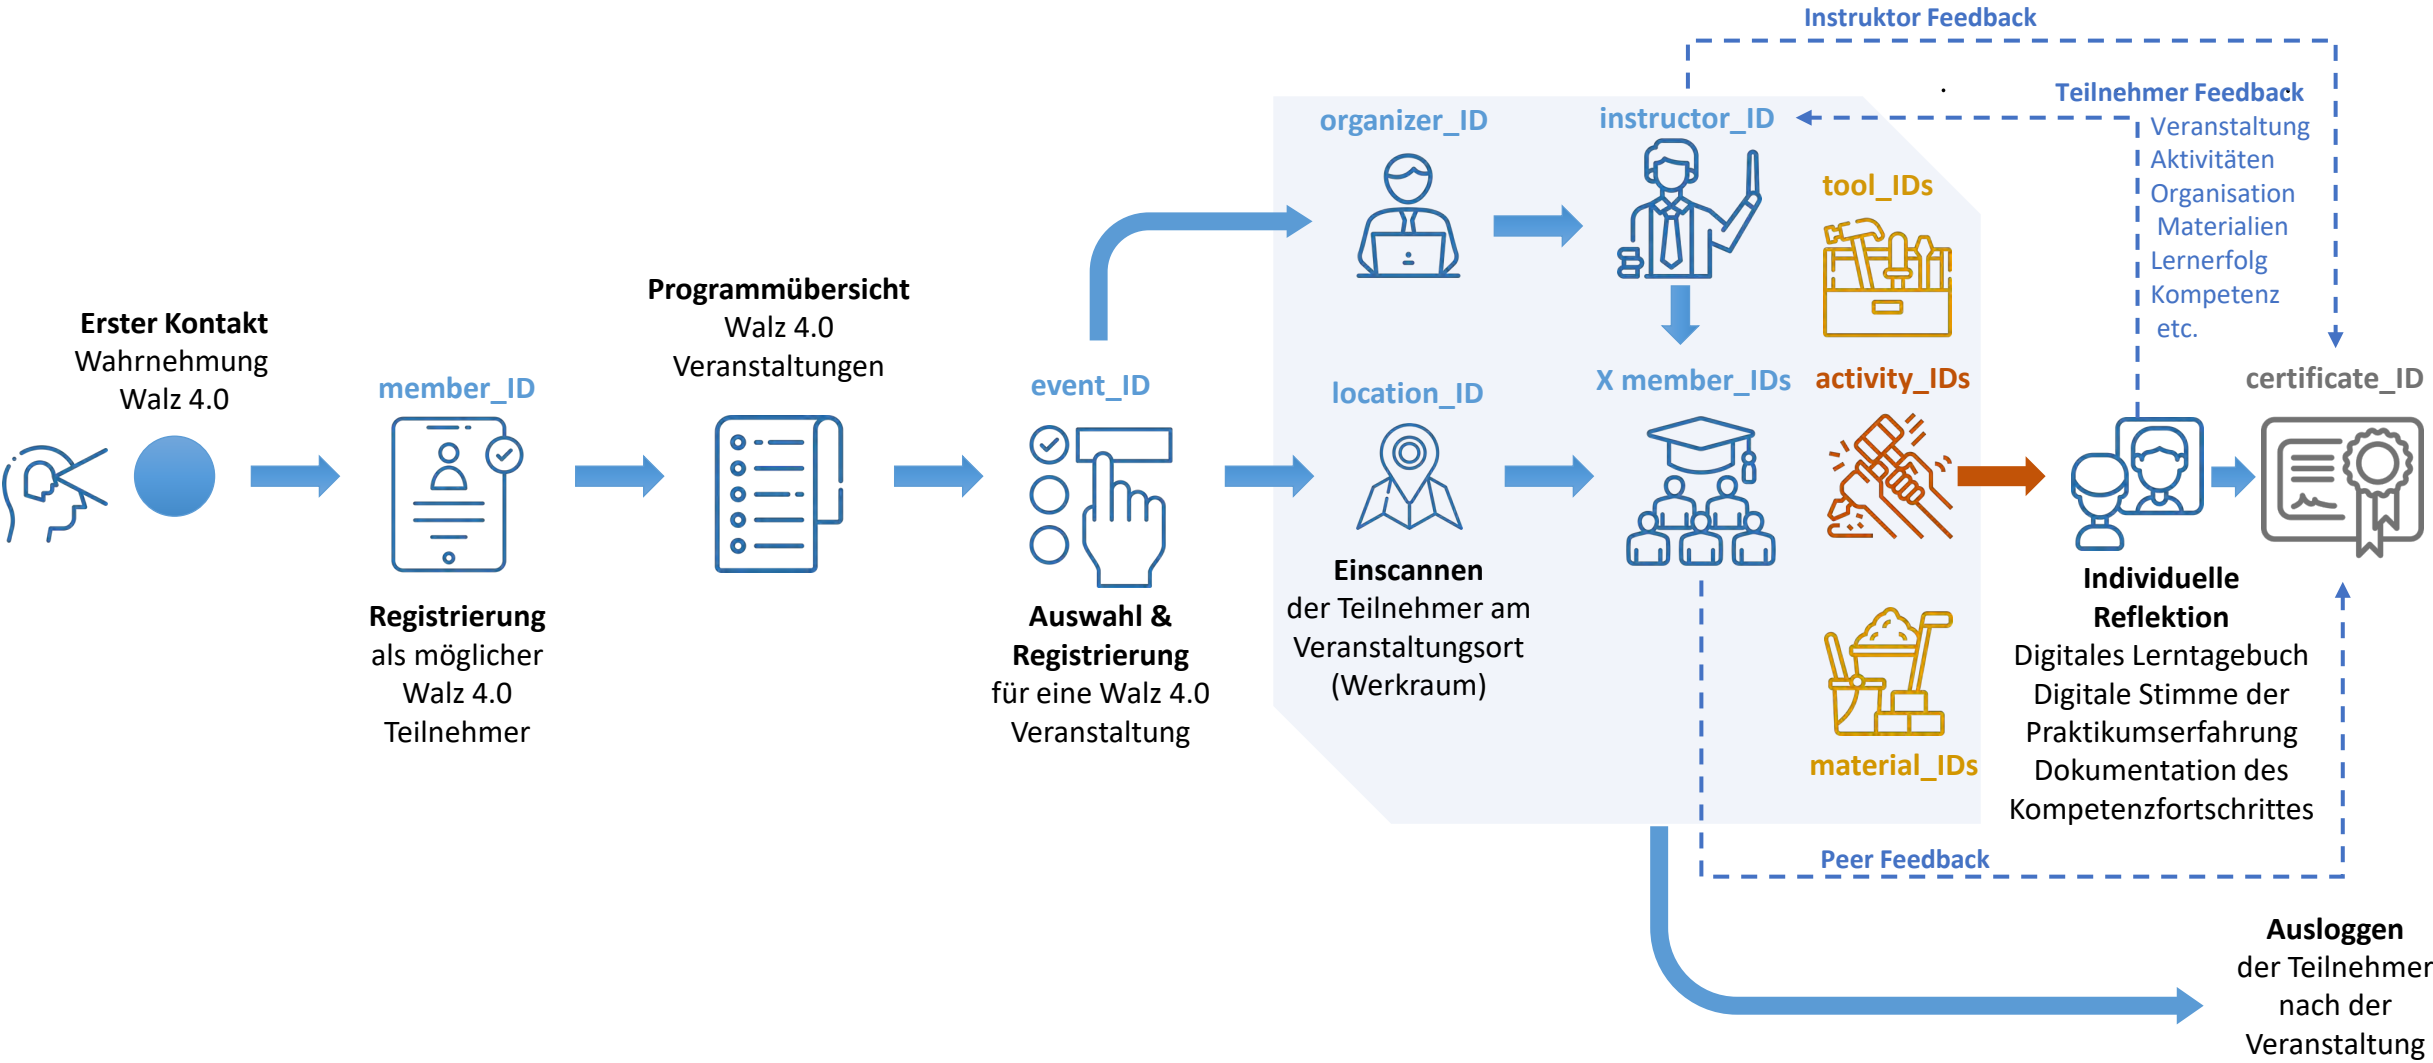 Erster Kontakt
Wahrnehmung
Walz 4.0
member_ID
Registrierung
als möglicher
Walz 4.0
Teilnehmer
Programmübersicht
Walz 4.0
Veranstaltungen
event_ID
Auswahl &
Registrierung
für eine Walz 4.0
Veranstaltung
organizer_ID
instructor_ID
location_ID
Einscannen
der Teilnehmer am
Veranstaltungsort
(Werkraum)
X member_IDs
tool_IDs
activity_IDs
material_IDs
Instruktor Feedback
Teilnehmer Feedback
Veranstaltung
Aktivitäten
Organisation
Materialien
Lernerfolg
Kompetenz
etc.
certificate_ID
Individuelle
Reflektion
Digitales Lerntagebuch
Digitale Stimme der
Praktikumserfahrung
Dokumentation des
Kompetenzfortschrittes
Peer Feedback
Ausloggen
der Teilnehmer
nach der
Veranstaltung